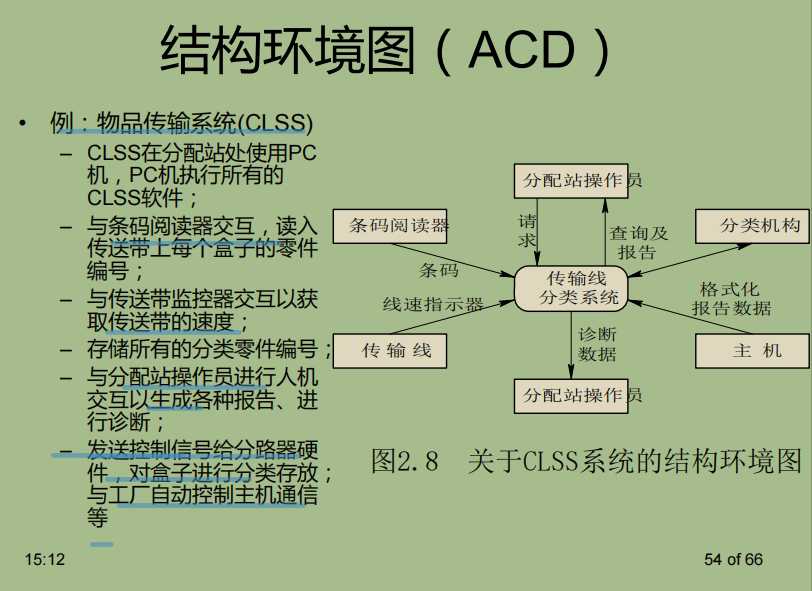 结构环境图（ACD）
• 例：物品传输系统(CLSS)
– CLSS在分配站处使用PC
机，PC机执行所有的
CLSS软件；
– 与条码阅读器交互，读入
传送带上每个盒子的零件
编号；
– 与传送带监控器交互以获
取传送带的速度；
– 存储所有的分类零件编号；
– 与分配站操作员进行人机
交互以生成各种报告、进
行诊断；
– 发送控制信号给分路器硬
件，对盒子进行分类存放；
与工厂自动控制主机通信
等
分配站操作员
条码阅读器
请
求
查询及
报告
分类机构
条码
传输线
分类系统
线速指示器
格式化
报告数据
传输线
诊断
数据
主 机
分配站操作员
图2.8 关于CLSS系统的结构环境图
15:12
54 of 66